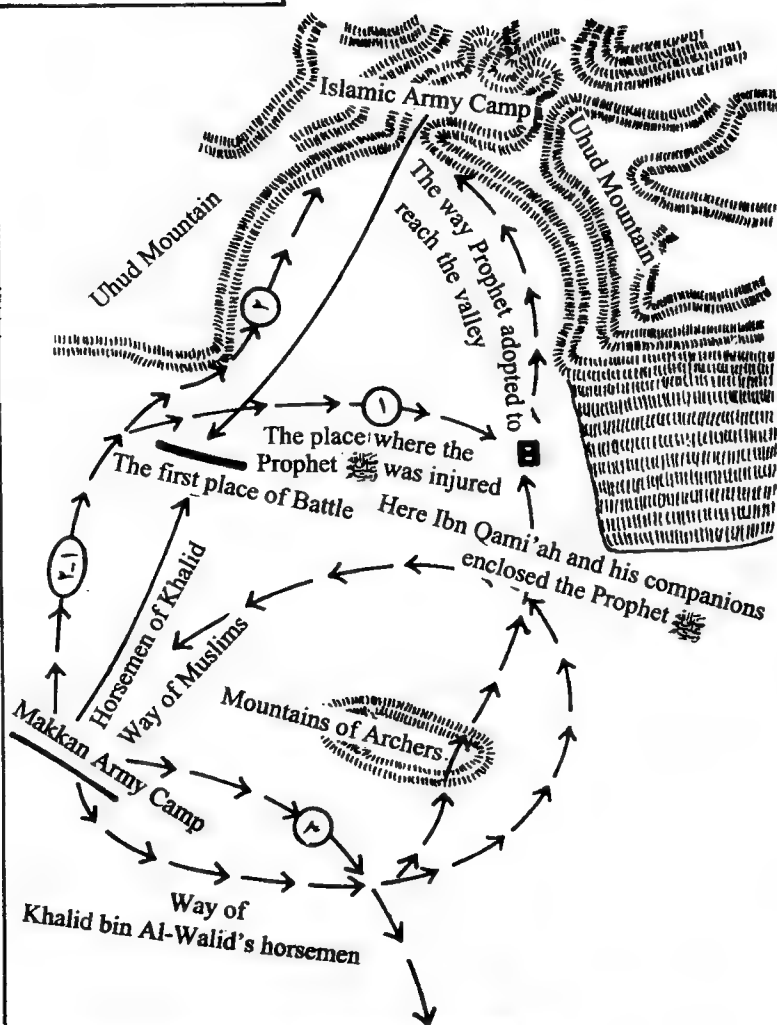 Islamic Army Camp
Uhud Mountain
Uhud Mountain
The way Prophet adopted to
reach the valley
٢
١
The place where the
Prophet ﷺ was injured
The first place of Battle
Here Ibn Qami'ah and his companions
enclosed the Prophet ﷺ
٢_١
Horsemen of Khalid
Way of Muslims
Mountains of Archers
Makkan Army Camp
Way of
Khalid bin Al-Walid's horsemen